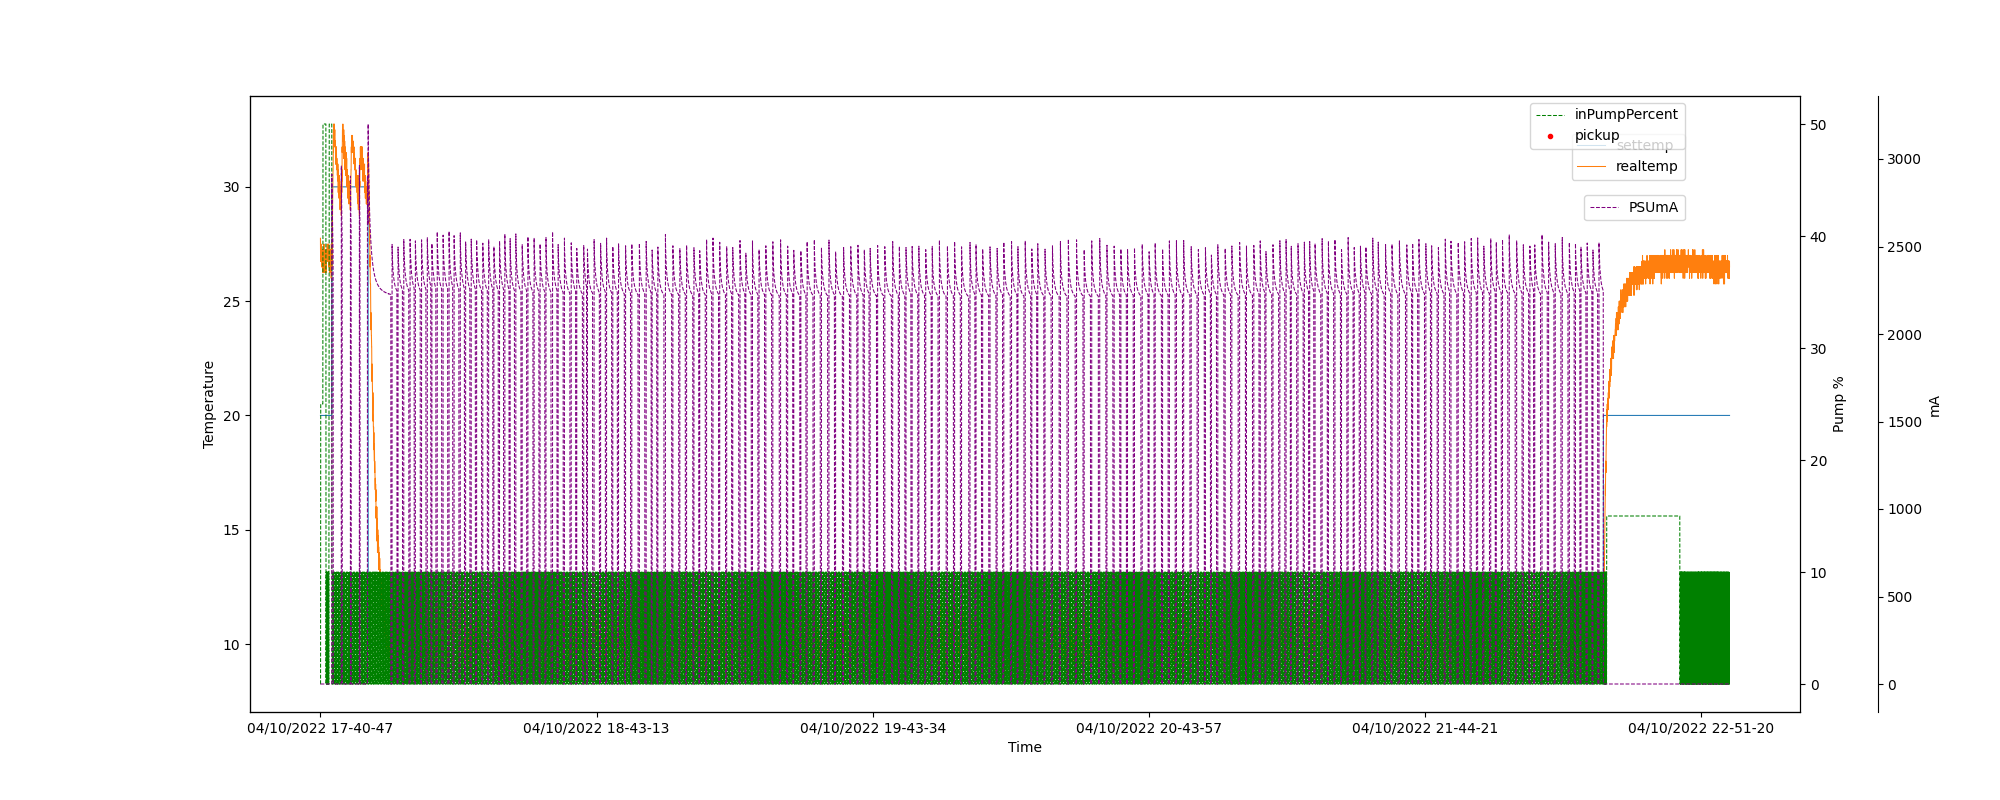 inPumpPercent
pickup
settemp
realtemp
PSUmA
30
25
20
15
10
Temperature
50
40
30
20
10
0
Pump %
3000
2500
2000
1500
1000
500
0
mA
04/10/2022 17-40-47
04/10/2022 18-43-13
04/10/2022 19-43-34
04/10/2022 20-43-57
04/10/2022 21-44-21
04/10/2022 22-51-20
Time